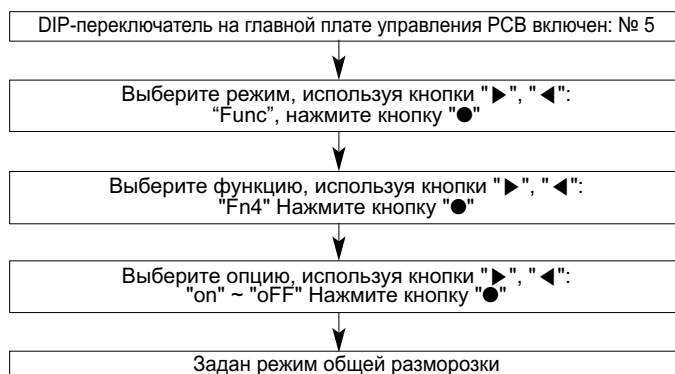 DIP-переключатель на главной плате управления PCB включен: № 5
Выберите режим, используя кнопки "▶", "◀":
“Func”, нажмите кнопку "●"
Выберите функцию, используя кнопки "▶", "◀":
"Fn4" Нажмите кнопку "●"
Выберите опцию, используя кнопки "▶", "◀":
"on" ~ "oFF" Нажмите кнопку "●"
Задан режим общей разморозки